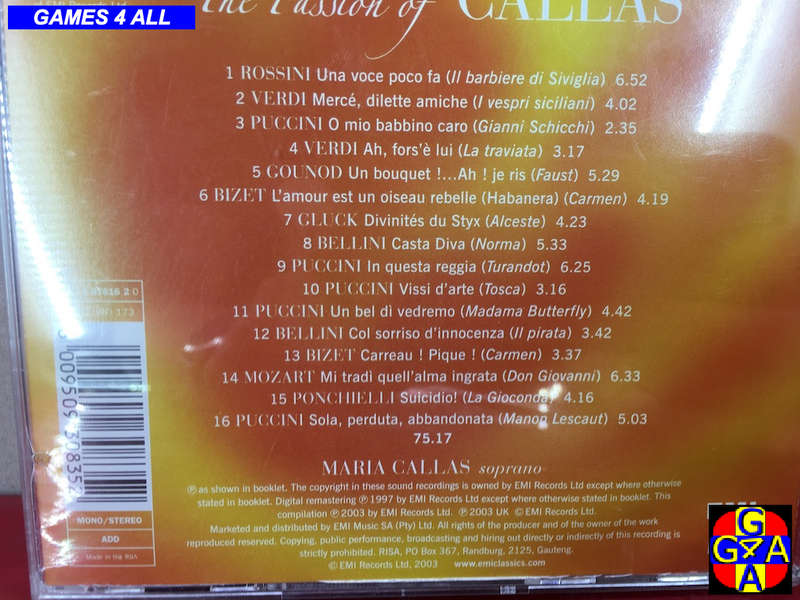 GAMES 4 ALL
The Passion of CALLAS
1 ROSSINI Una voce poco fa (Il barbiere di Siviglia) 6.52
2 VERDI Mercé, dilette amiche (I vespri siciliani) 4.02
3 PUCCINI O mio babbino caro (Gianni Schicchi) 2.35
4 VERDI Ah, fors'è lui (La traviata) 3.17
5 GOUNOD Un bouquet !...Ah ! je ris (Faust) 5.29
6 BIZET L'amour est un oiseau rebelle (Habanera) (Carmen) 4.19
7 GLUCK Divinités du Styx (Alceste) 4.23
8 BELLINI Casta Diva (Norma) 5.33
9 PUCCINI In questa reggia (Turandot) 6.25
10 PUCCINI Vissi d'arte (Tosca) 3.16
11 PUCCINI Un bel dì vedremo (Madama Butterfly) 4.42
12 BELLINI Col sorriso d'innocenza (Il pirata) 3.42
13 BIZET Carreau ! Pique ! (Carmen) 3.37
14 MOZART Mi tradì quell'alma ingrata (Don Giovanni) 6.33
15 PONCHIELLI Suicidio! (La Gioconda) 4.16
16 PUCCINI Sola, perduta, abbandonata (Manon Lescaut) 5.03
75.17
MARIA CALLAS soprano
℗ as shown in booklet. The copyright in these sound recordings is owned by EMI Records Ltd except where otherwise
stated in booklet. Digital remastering ℗ 1997 by EMI Records Ltd except where otherwise stated in booklet. This
compilation ℗ 2003 by EMI Records Ltd. ℗ 2003 UK © EMI Records Ltd.
Marketed and distributed by EMI Music SA (Pty) Ltd. All rights of the producer and of the owner of the work
reproduced reserved. Copying, public performance, broadcasting and hiring out directly or indirectly of this recording is
strictly prohibited. RISA, PO Box 367, Randburg, 2125, Gauteng.
© EMI Records Ltd, 2003 www.emiclassics.com
173
009509 30835
MONO/STEREO
ADD
Made in the RSA
G
G4A
A